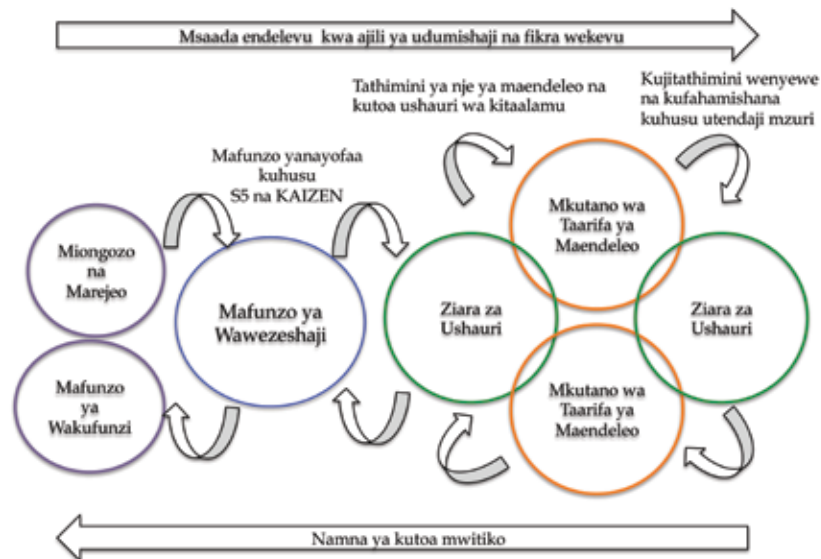 Msaada endelevu kwa ajili ya udumishaji na fikra wekevu
Tathimini ya nje ya maendeleo na
kutoa ushauri wa kitaalamu
Kujitathimini wenyewe
na kufahamishana
kuhusu utendaji mzuri
Mafunzo yanayofaa
kuhusu
S5 na KAIZEN
Miongozo
na
Marejeo
Mafunzo
ya
Wakufunzi
Mafunzo ya
Wawezeshaji
Ziara za
Ushauri
Mkutano wa
Taarifa ya
Maendeleo
Mkutano wa
Taarifa ya
Maendeleo
Ziara za
Ushauri
Namna ya kutoa mwitiko